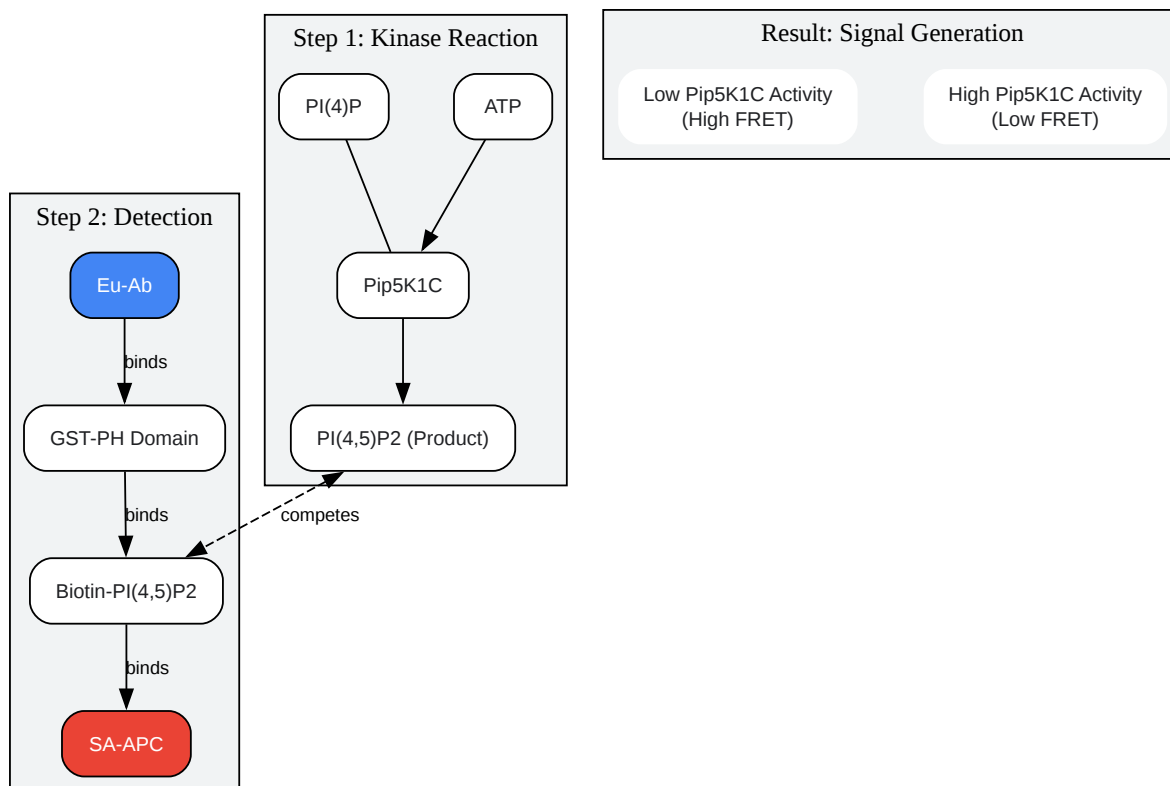 Step 1: Kinase Reaction
PI(4)P
ATP
Pip5K1C
PI(4,5)P2 (Product)
competes
Step 2: Detection
Eu-Ab
binds
GST-PH Domain
binds
Biotin-PI(4,5)P2
binds
SA-APC
Result: Signal Generation
Low Pip5K1C Activity
(High FRET)
High Pip5K1C Activity
(Low FRET)